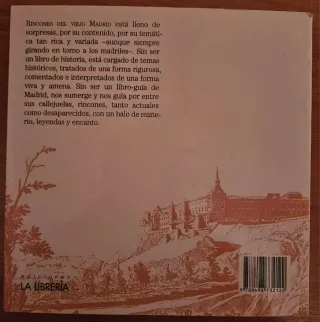 RINCONES DEL VIEJO MADRID está lleno de
sorpresas, por su contenido, por su temáti-
ca tan rica y variada –aunque siempre
girando en torno a los madriles–. Sin ser
un libro de historia, está cargado de temas
históricos, tratados de una forma rigurosa,
comentados e interpretados de una forma
viva y amena. Sin ser un libro-guía de
Madrid, nos sumerge y nos guía por entre
sus callejuelas, rincones, tanto actuales
como desaparecidos, con un halo de miste-
rio, leyendas y encanto.
ediciones
LA LIBRERÍA